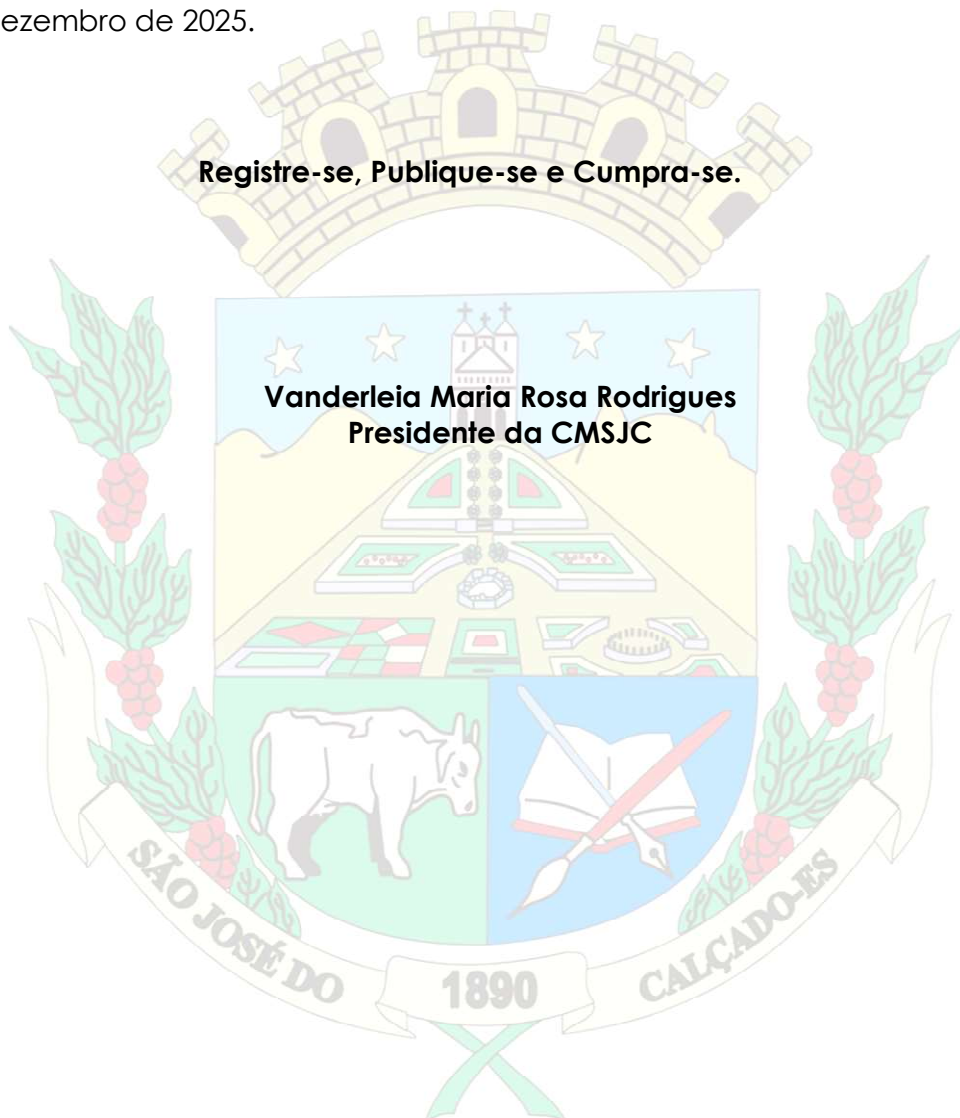 ezembro de 2025.
Registre-se, Publique-se e Cumpra-se.
Vanderleia Maria Rosa Rodrigues
Presidente da CMSJC
SÃO JOSÉ DO 1890 CALÇADO-ES